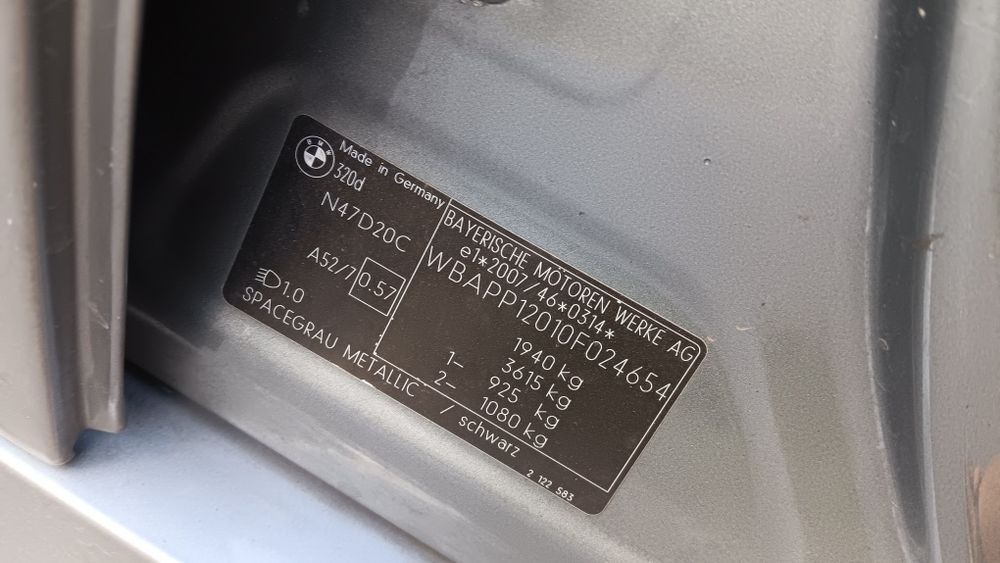 BMW
Made in Germany
320d
N47D20C
A52/7 0.57
1.0
BAYERISCHE MOTOREN WERKE AG
e1*2007/46*0314*
WBAPP12010F024654
1940 kg
3615 kg
1– 925 kg
2– 1080 kg
SPACEGRAU METALLIC / schwarz
2 122 583